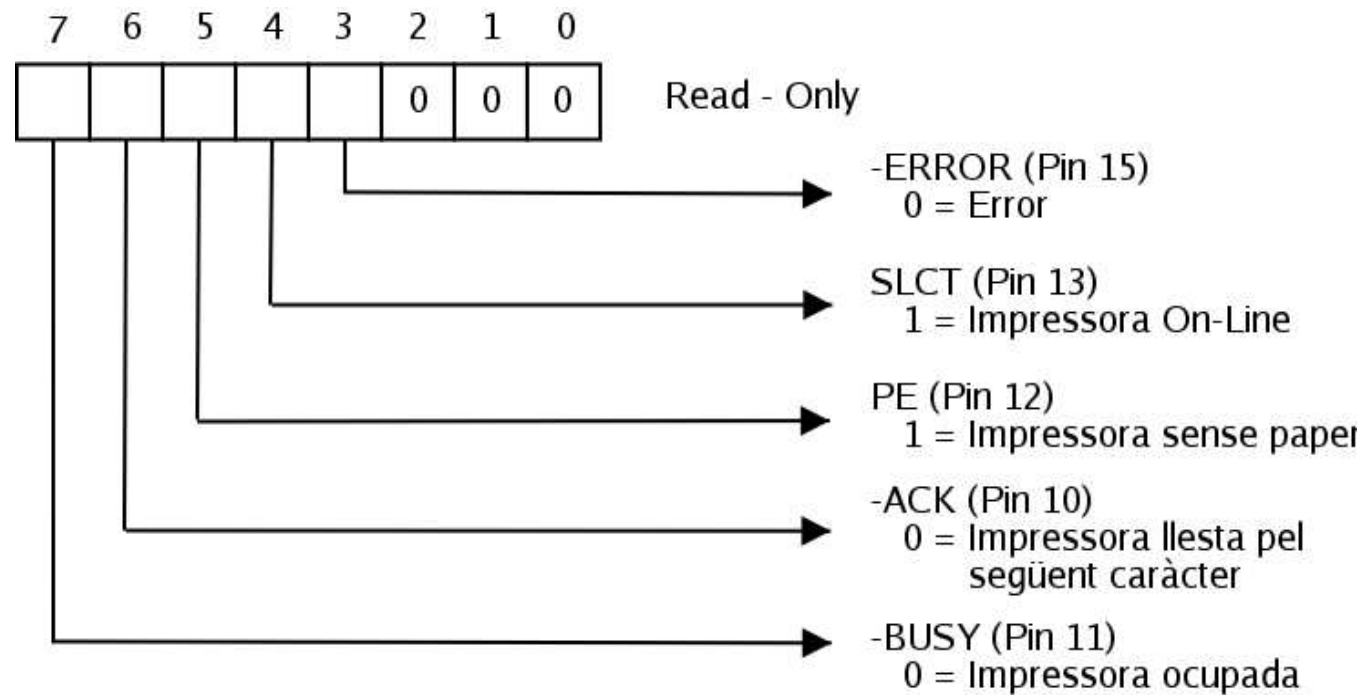 7 6 5 4 3 2 1 0
0 0 0 Read - Only
-ERROR (Pin 15)
0 = Error
SLCT (Pin 13)
1 = Impressora On-Line
PE (Pin 12)
1 = Impressora sense paper
-ACK (Pin 10)
0 = Impressora llesta pel
següent caràcter
-BUSY (Pin 11)
0 = Impressora ocupada